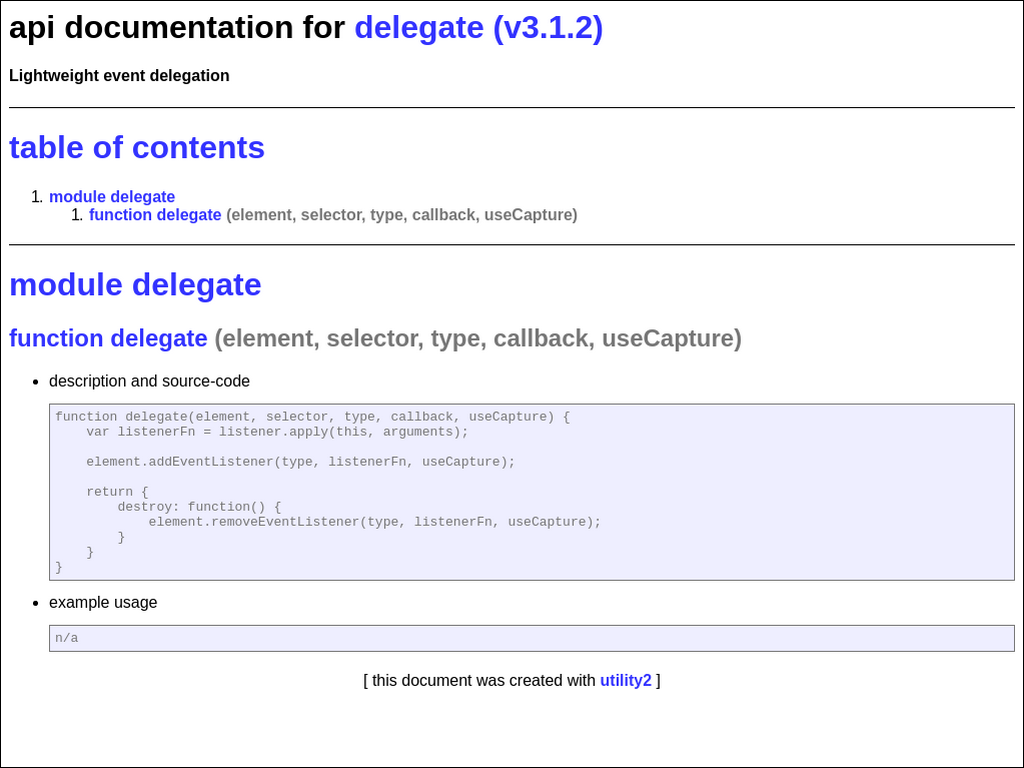 api documentation for delegate (v3.1.2)
Lightweight event delegation
table of contents
1. module delegate
1. function delegate (element, selector, type, callback, useCapture)
module delegate
function delegate (element, selector, type, callback, useCapture)
• description and source-code
function delegate(element, selector, type, callback, useCapture) {
    var listenerFn = listener.apply(this, arguments);
    element.addEventListener(type, listenerFn, useCapture);
    return {
        destroy: function() {
            element.removeEventListener(type, listenerFn, useCapture);
        }
    }
}
• example usage
n/a
[ this document was created with utility2 ]